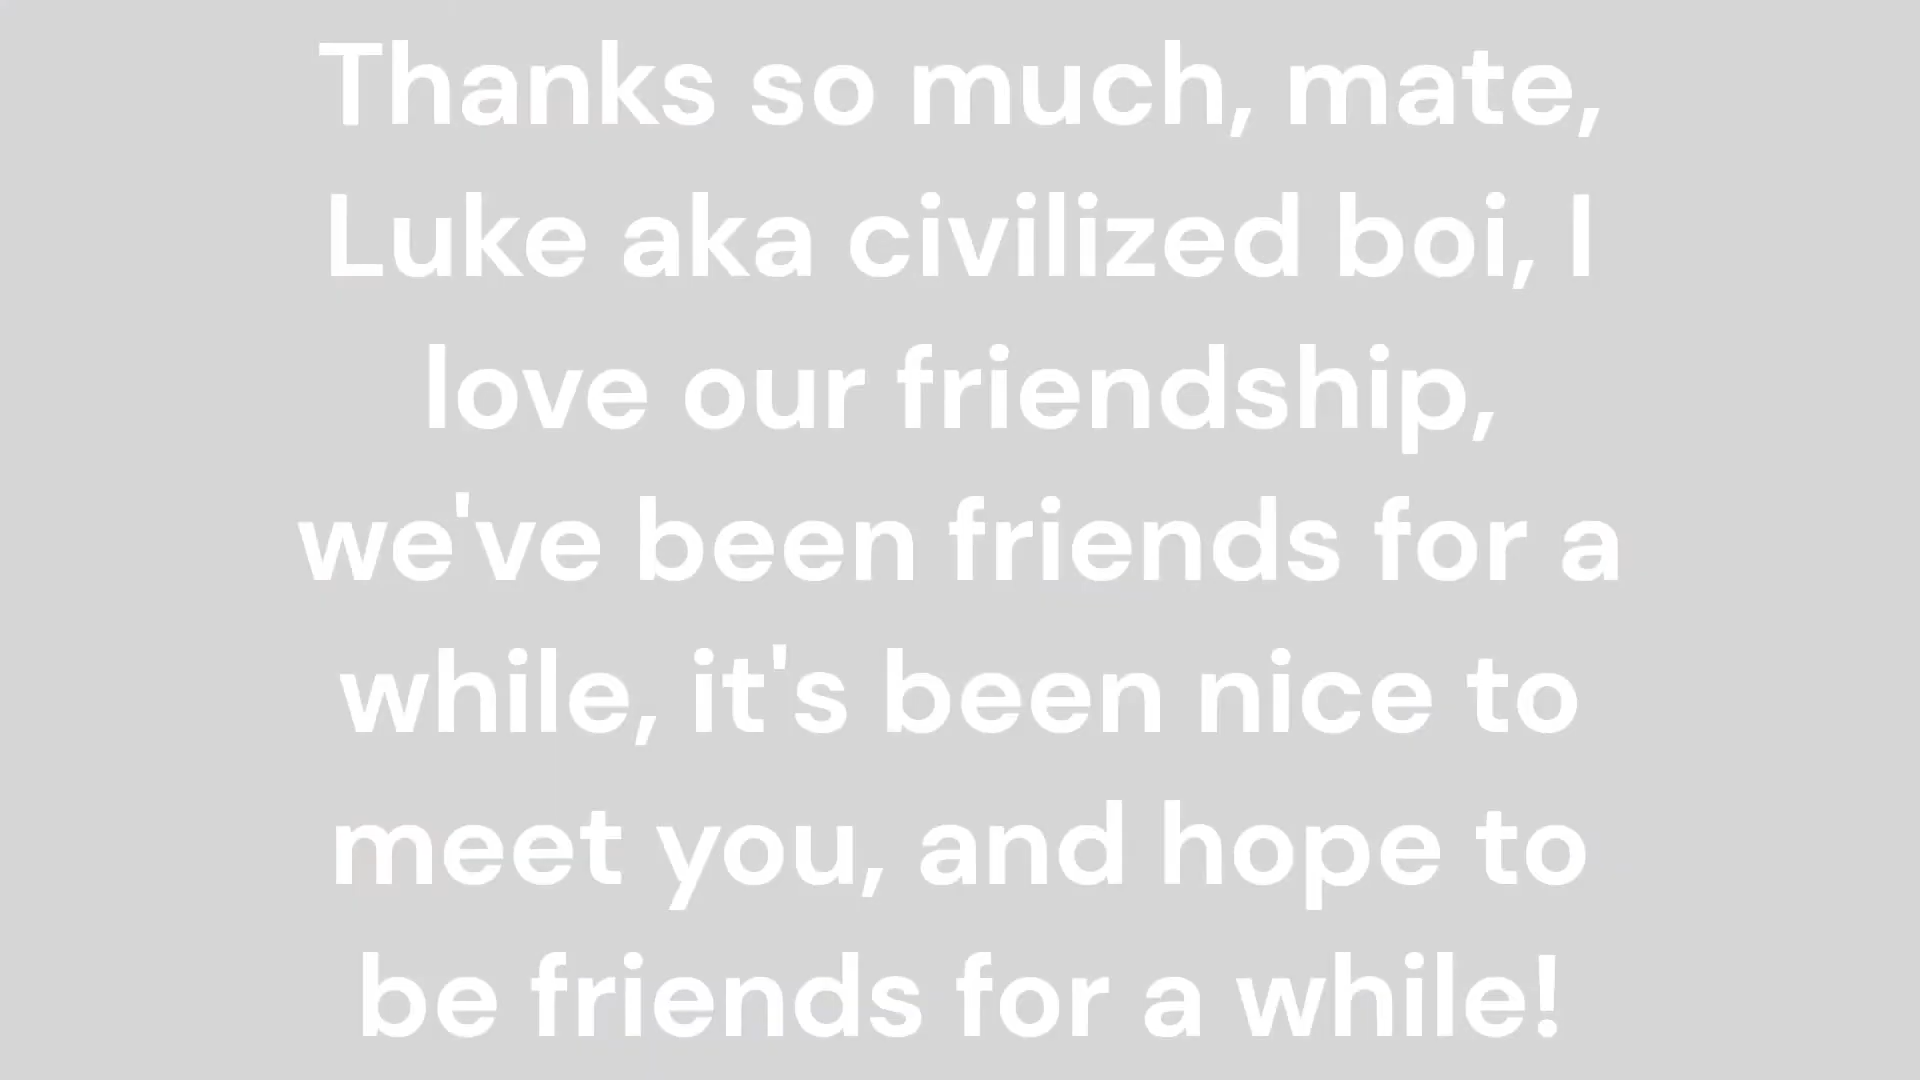 Thanks so much, mate,
Luke aka civilized boi, I
love our friendship,
we've been friends for a
while, it's been nice to
meet you, and hope to
be friends for a while!